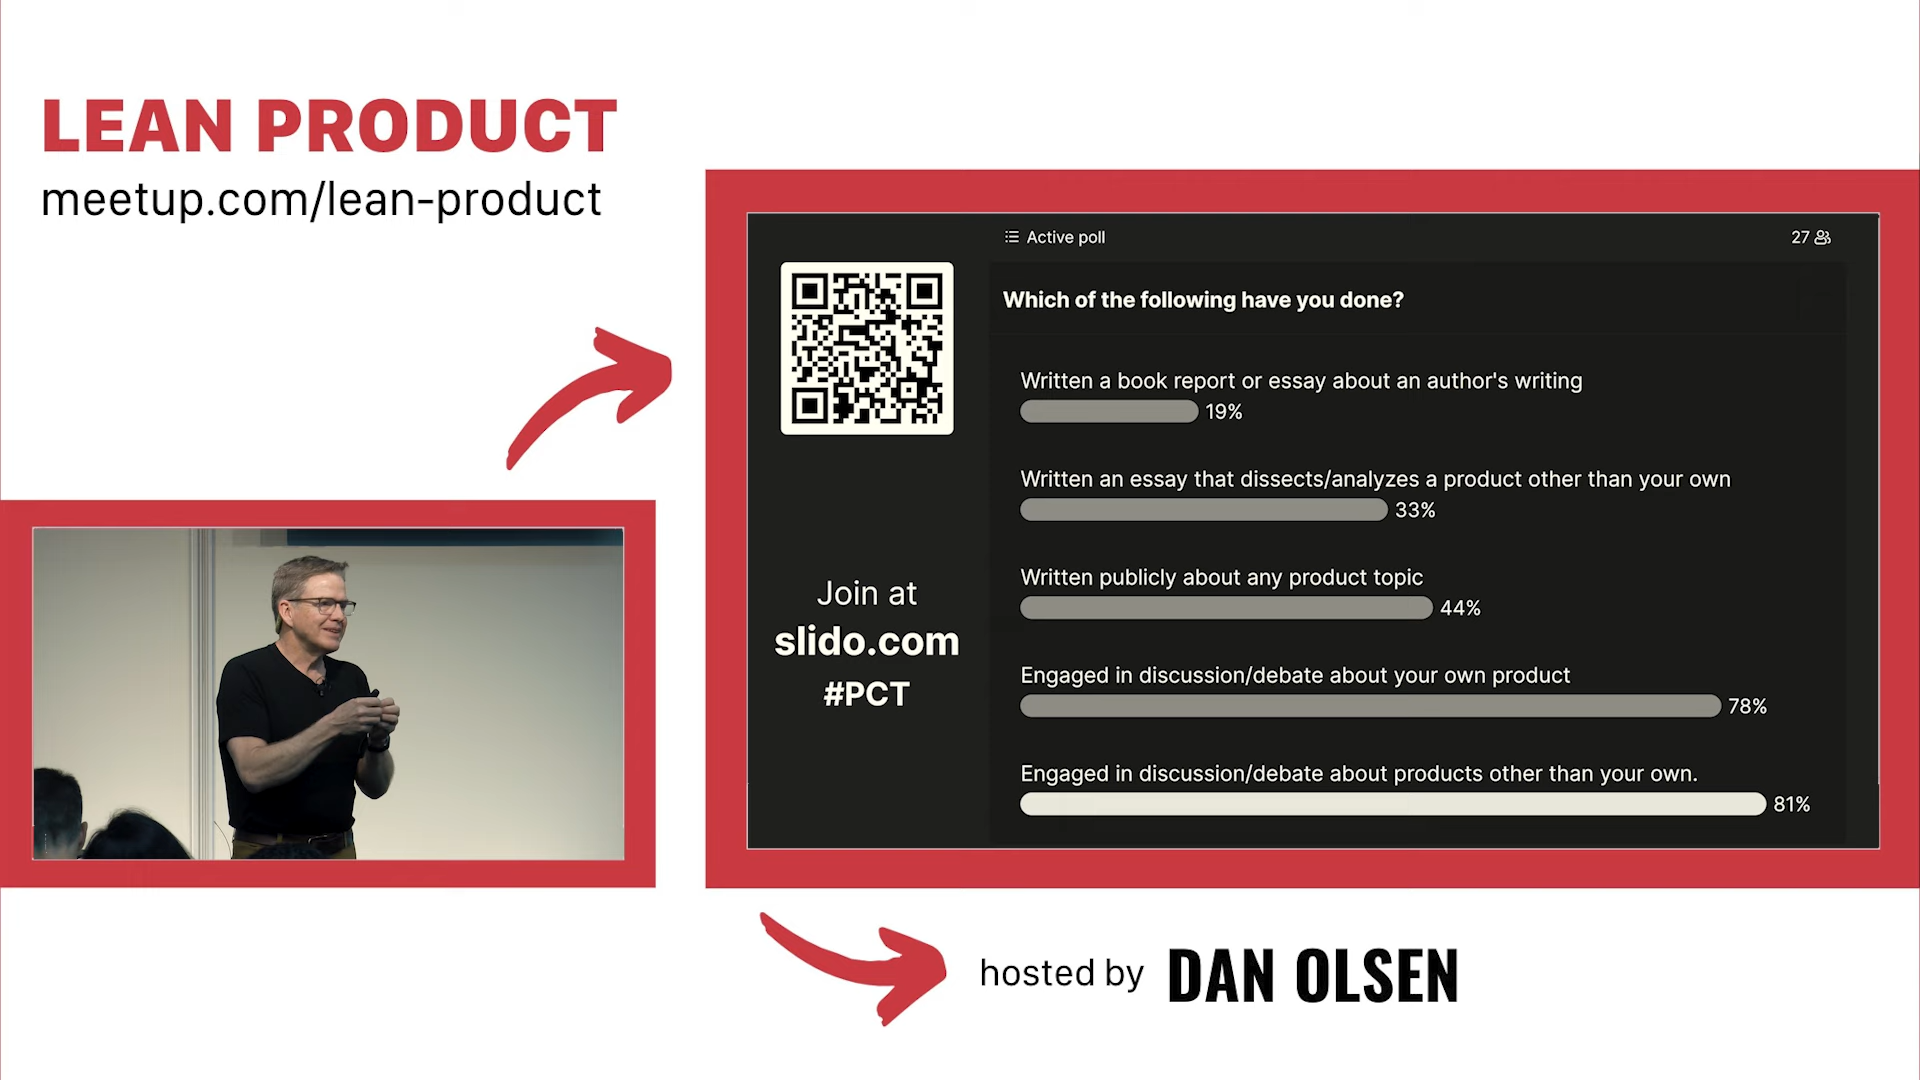 LEAN PRODUCT
meetup.com/lean-product
Active poll
27
Which of the following have you done?
Written a book report or essay about an author's writing
19%
Written an essay that dissects/analyzes a product other than your own
33%
Written publicly about any product topic
44%
Engaged in discussion/debate about your own product
78%
Engaged in discussion/debate about products other than your own.
81%
Join at
slido.com
#PCT
hosted by DAN OLSEN